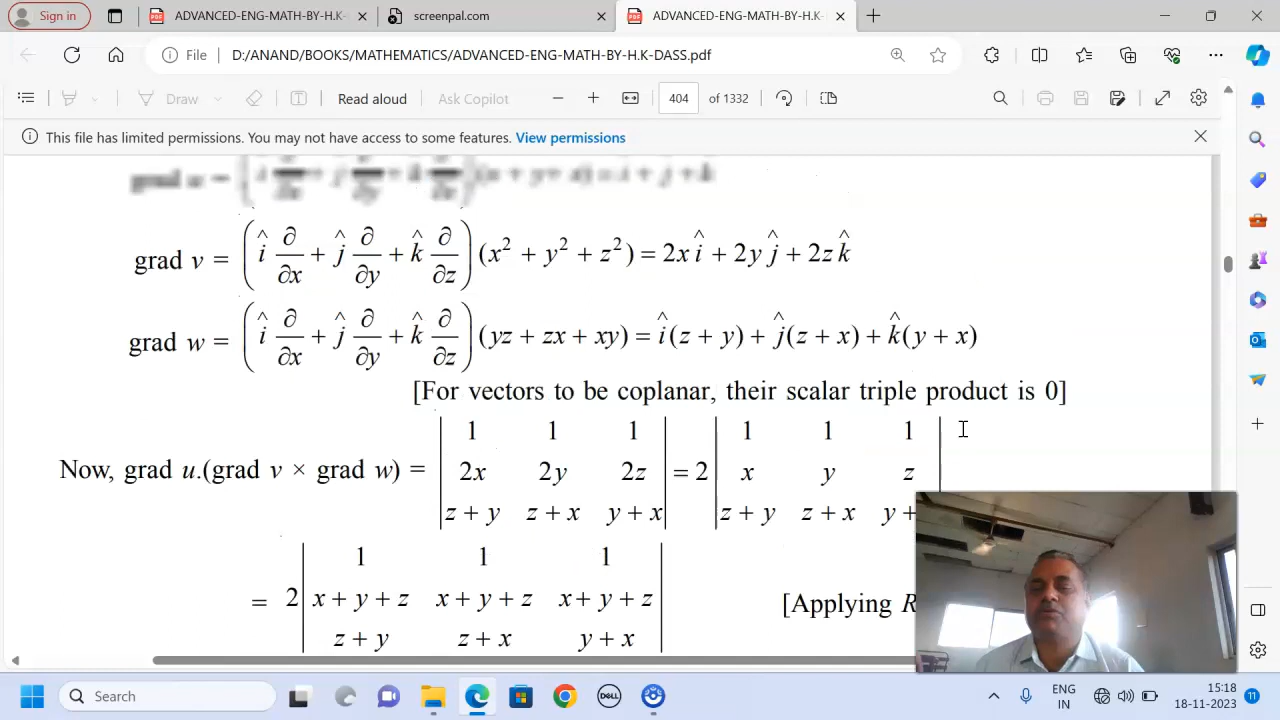 Sign in
ADVANCED-ENG-MATH-BY-H.K-
screenpal.com
ADVANCED-ENG-MATH-BY-H.K-
File
D:/ANAND/BOOKS/MATHEMATICS/ADVANCED-ENG-MATH-BY-H.K-DASS.pdf
Draw
Read aloud
Ask Copilot
404 of 1332
This file has limited permissions. You may not have access to some features. View permissions
grad v = (î ∂/∂x + ĵ ∂/∂y + k̂ ∂/∂z) (x² + y² + z²) = 2x î + 2y ĵ + 2z k̂
grad w = (î ∂/∂x + ĵ ∂/∂y + k̂ ∂/∂z) (yz + zx + xy) = î(z + y) + ĵ(z + x) + k̂(y + x)
[For vectors to be coplanar, their scalar triple product is 0]
1 1 1 1 1 1
Now, grad u.(grad v × grad w) = 2x 2y 2z = 2 x y z
z + y z + x y + x z + y z + x y +
1 1 1
= 2 x + y + z x + y + z x + y + z [Applying R
z + y z + x y + x
Search
DELL
ENG
IN
15:18
18-11-2023
11